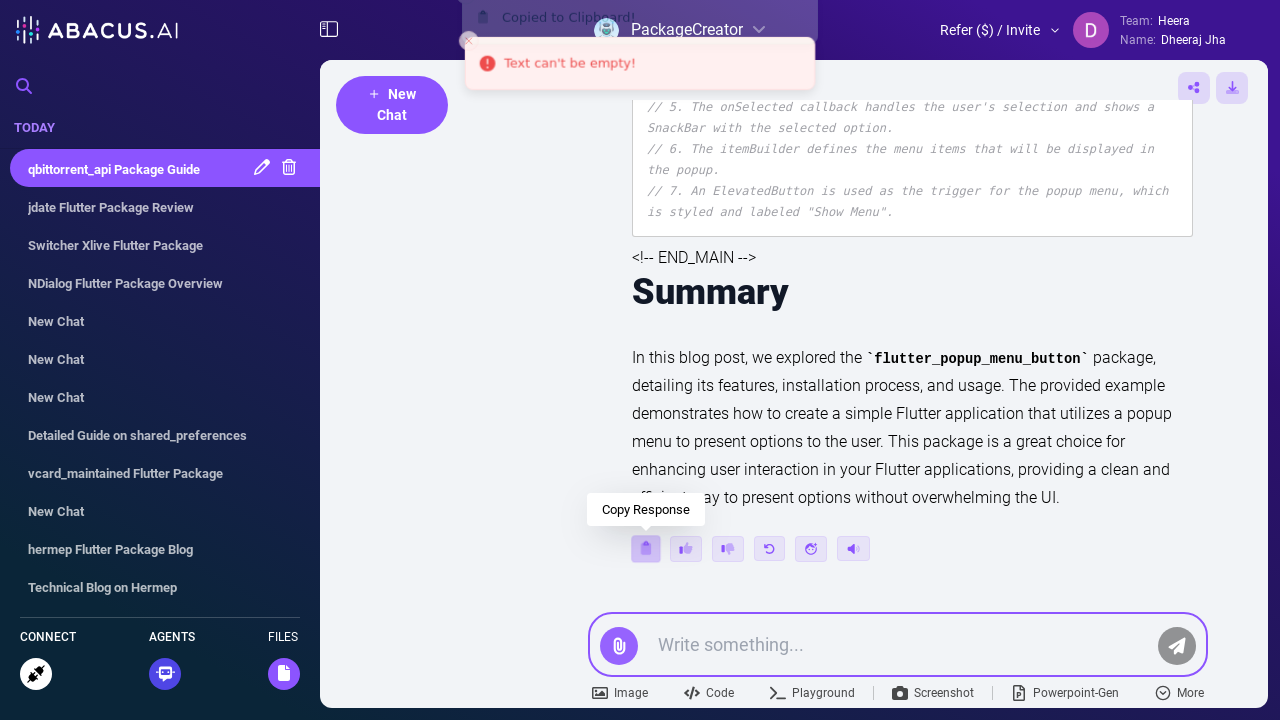 ABACUS.AI
Copied to Clipboard!
PackageCreator
Text can't be empty!
Refer ($) / Invite
D
Team: Heera
Name: Dheeraj Jha
+ New
Chat
TODAY
qbittorrent_api Package Guide
jdate Flutter Package Review
Switcher Xlive Flutter Package
NDialog Flutter Package Overview
New Chat
New Chat
New Chat
Detailed Guide on shared_preferences
vcard_maintained Flutter Package
New Chat
hermep Flutter Package Blog
Technical Blog on Hermep
CONNECT
AGENTS
FILES
// 5. The onSelected callback handles the user's selection and shows a
SnackBar with the selected option.
// 6. The itemBuilder defines the menu items that will be displayed in
the popup.
// 7. An ElevatedButton is used as the trigger for the popup menu, which
is styled and labeled "Show Menu".
<!-- END_MAIN -->
Summary
In this blog post, we explored the `flutter_popup_menu_button` package,
detailing its features, installation process, and usage. The provided example
demonstrates how to create a simple Flutter application that utilizes a popup
menu to present options to the user. This package is a great choice for
enhancing user interaction in your Flutter applications, providing a clean and
to present options without overwhelming the UI.
Copy Response
Write something...
Image
Code
Playground
Screenshot
Powerpoint-Gen
More